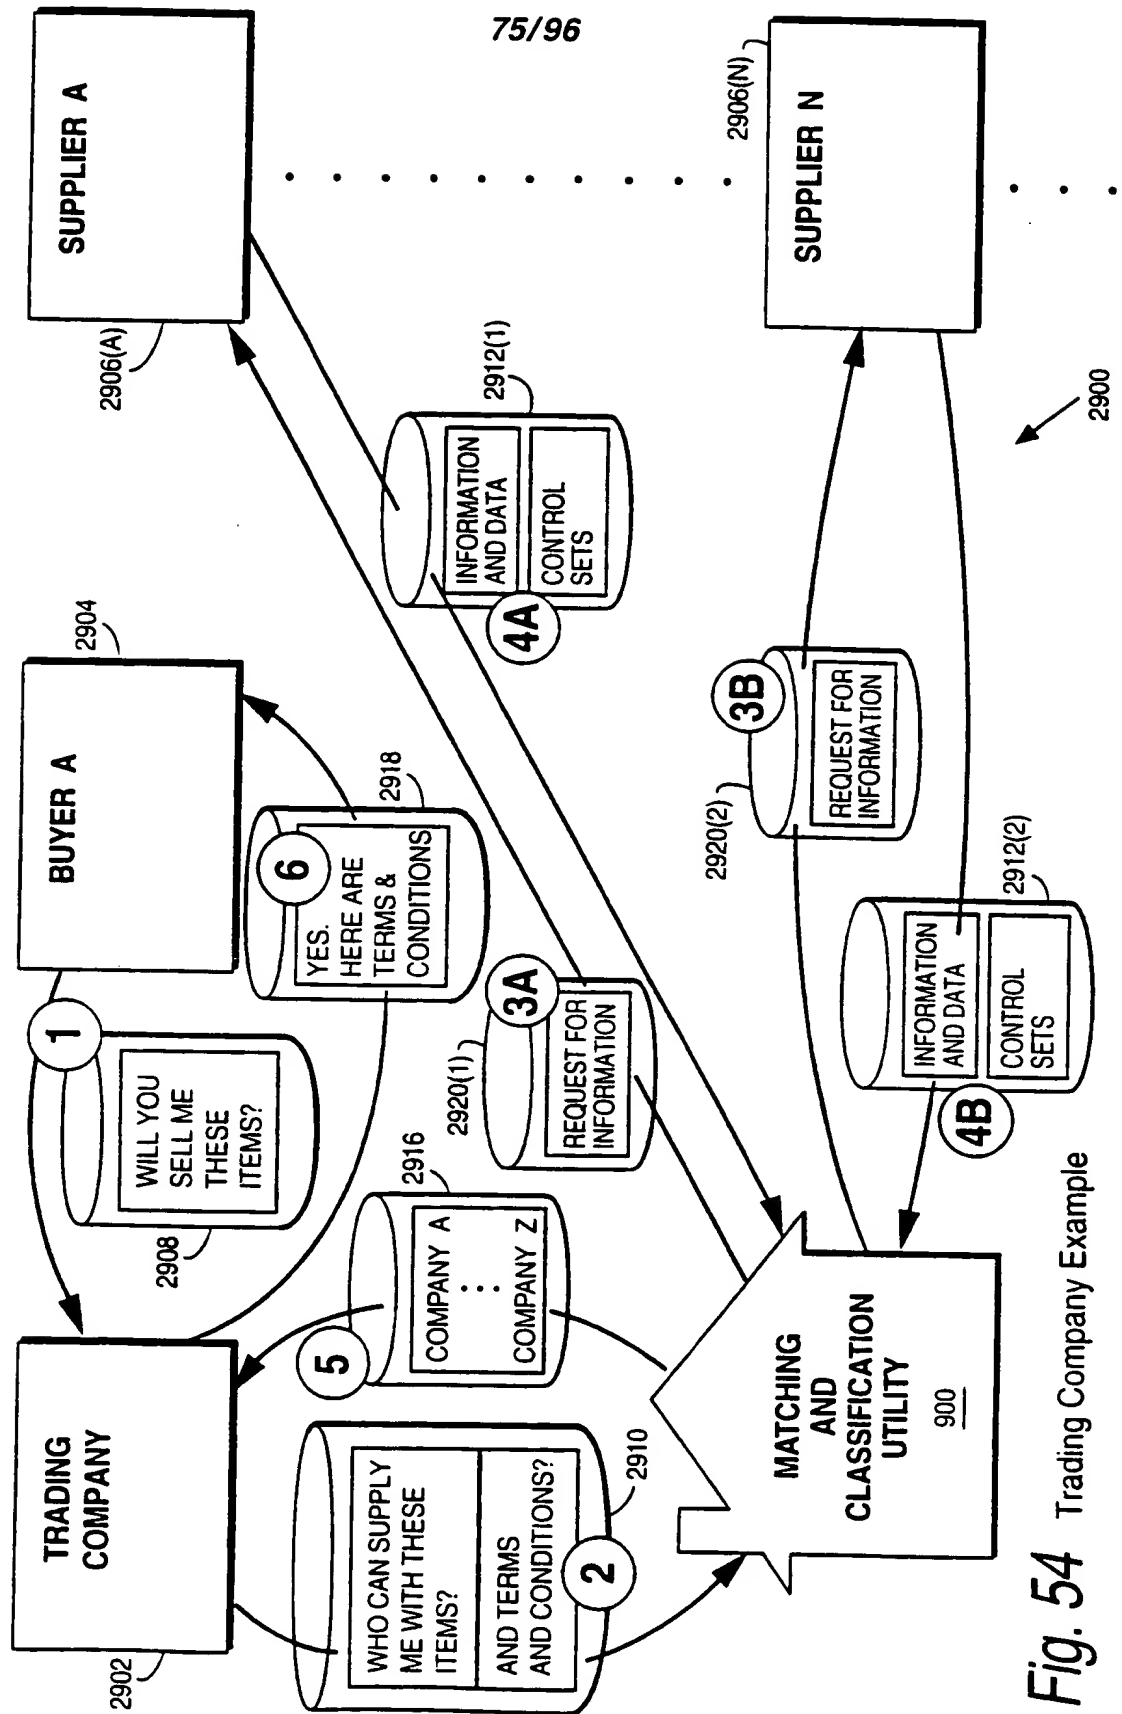 75/96
TRADING
COMPANY
2902
BUYER A
2904
SUPPLIER A
2906(A)
SUPPLIER N
2906(N)
1
WILL YOU
SELL ME
THESE
ITEMS?
2908
2
WHO CAN SUPPLY
ME WITH THESE
ITEMS?
AND TERMS
AND CONDITIONS?
2910
3A
REQUEST FOR
INFORMATION
2920(1)
3B
REQUEST FOR
INFORMATION
2920(2)
4A
INFORMATION
AND DATA
CONTROL
SETS
2912(1)
4B
INFORMATION
AND DATA
CONTROL
SETS
2912(2)
5
COMPANY A
COMPANY Z
2916
6
YES.
HERE ARE
TERMS &
CONDITIONS
2918
MATCHING
AND
CLASSIFICATION
UTILITY
900
2900
Fig. 54 Trading Company Example